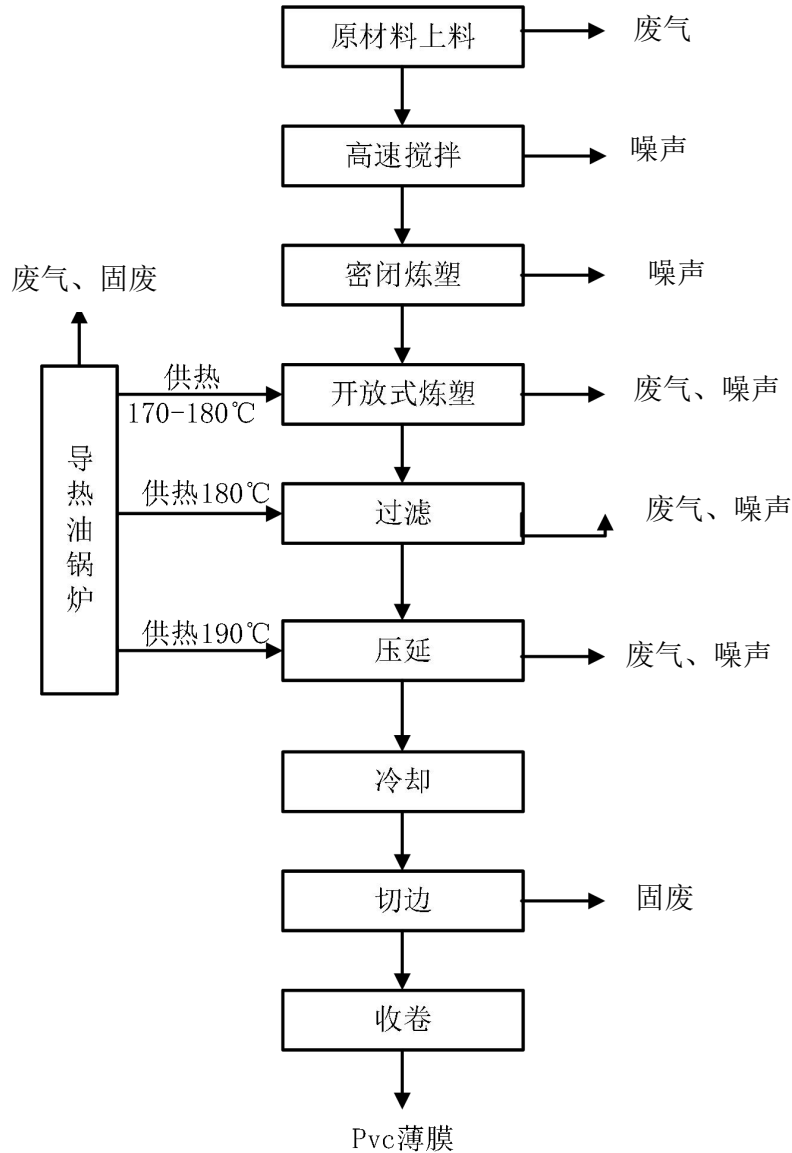 原材料上料
废气
高速搅拌
噪声
密闭炼塑
噪声
废气、固废
供热
170-180℃
开放式炼塑
废气、噪声
导热油锅炉
供热180℃
过滤
废气、噪声
供热190℃
压延
废气、噪声
冷却
切边
固废
收卷
Pvc薄膜